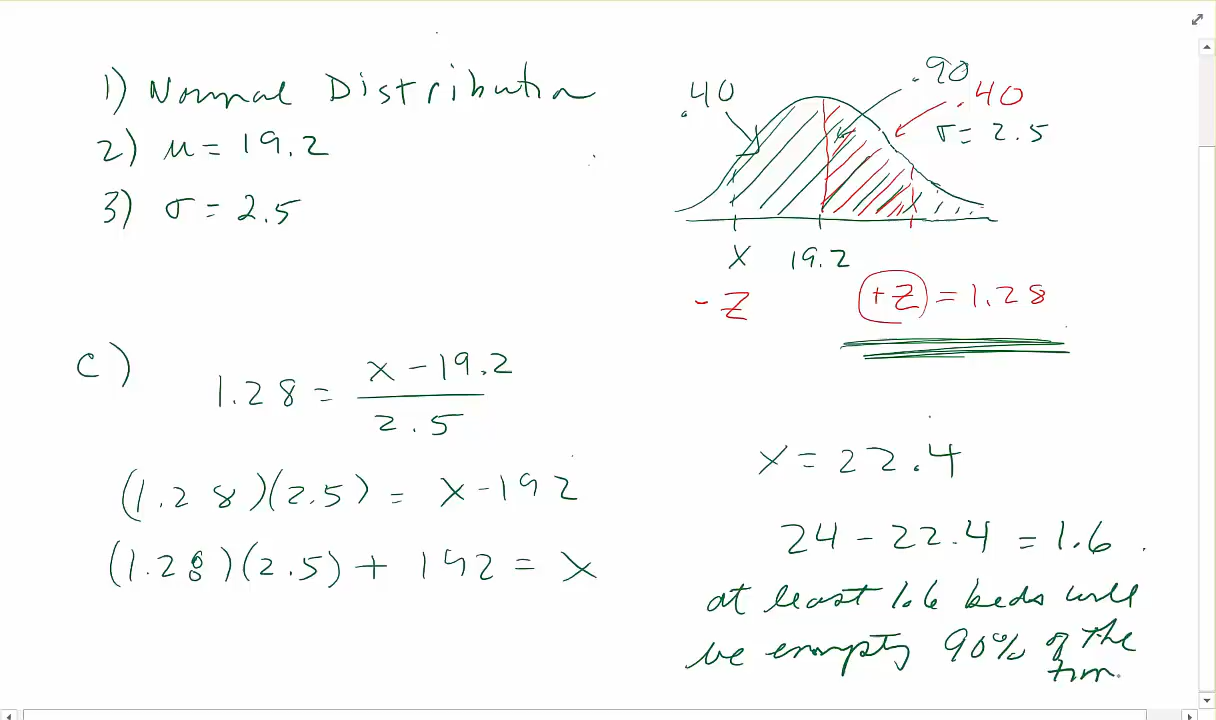 1) Normal Distribution
2) μ = 19.2
3) σ = 2.5
.40
.90
.40
σ = 2.5
X 19.2
- Z
+ Z = 1.28
c)
1.28 = x - 19.2
2.5
(1.28)(2.5) = x - 192
(1.28)(2.5) + 192 = x
x = 22.4
24 - 22.4 = 1.6
at least 1.6 beds will
be empty 90% of the
tim